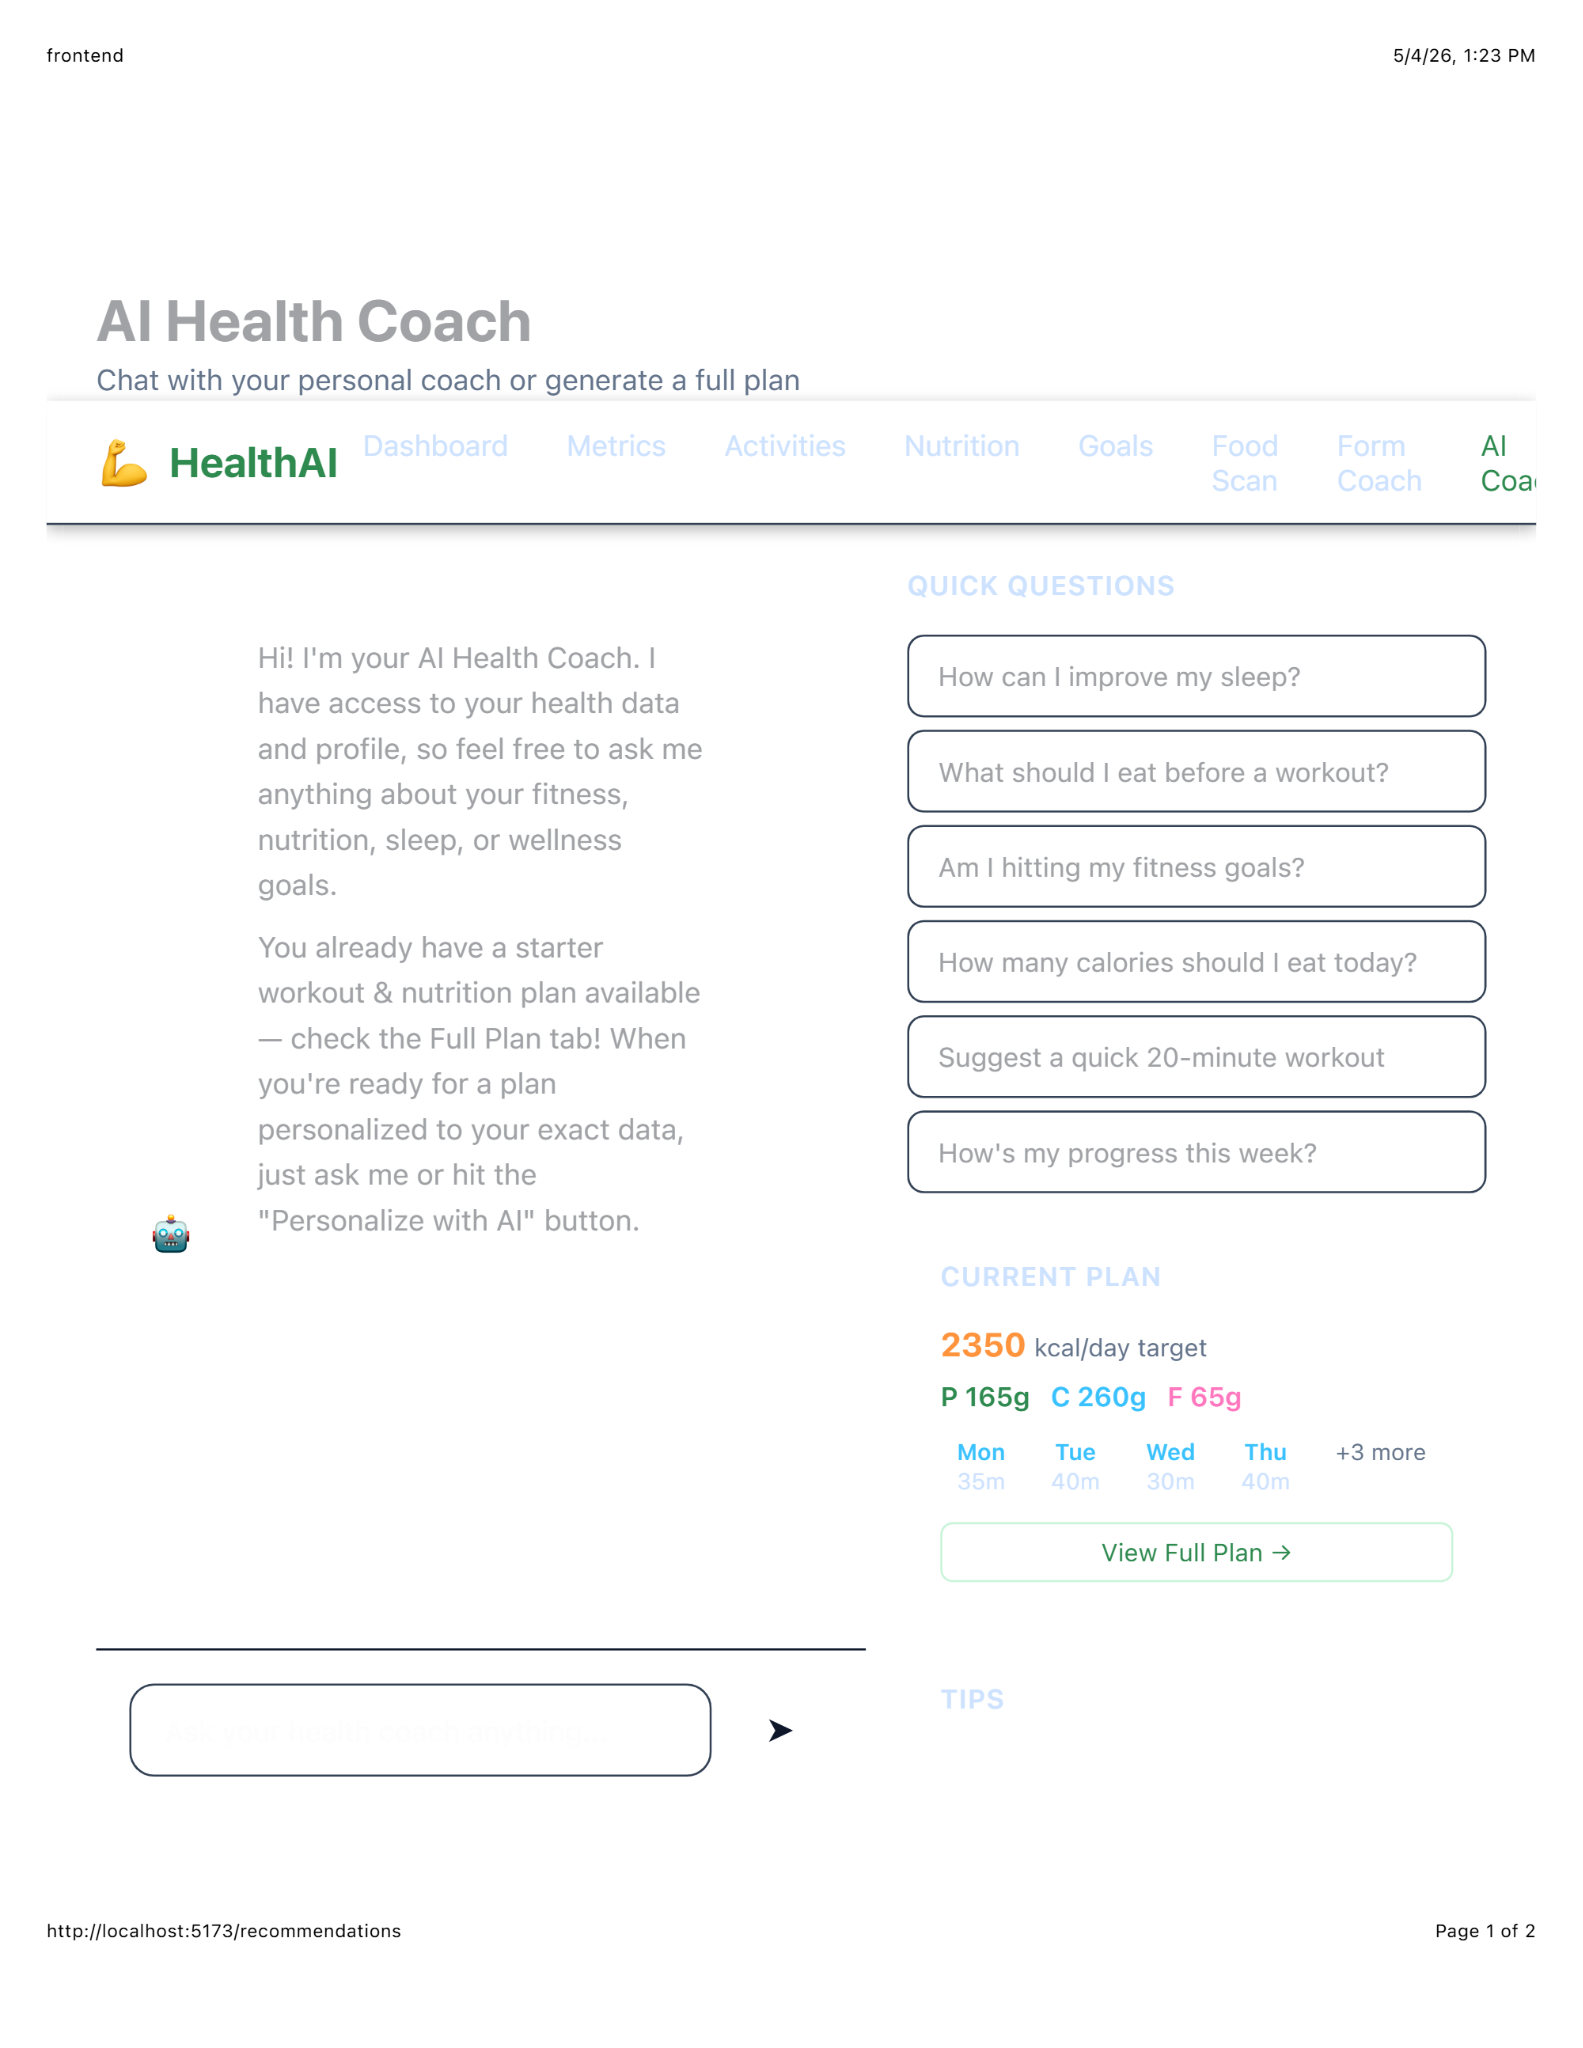 frontend
5/4/26, 1:23 PM
AI Health Coach
Chat with your personal coach or generate a full plan
💪 HealthAI
Dashboard
Metrics
Activities
Nutrition
Goals
Food
Scan
Form
Coach
AI
Coac
Hi! I'm your AI Health Coach. I
have access to your health data
and profile, so feel free to ask me
anything about your fitness,
nutrition, sleep, or wellness
goals.
You already have a starter
workout & nutrition plan available
— check the Full Plan tab! When
you're ready for a plan
personalized to your exact data,
just ask me or hit the
"Personalize with AI" button.
Ask your health coach anything...
QUICK QUESTIONS
How can I improve my sleep?
What should I eat before a workout?
Am I hitting my fitness goals?
How many calories should I eat today?
Suggest a quick 20-minute workout
How's my progress this week?
CURRENT PLAN
2350 kcal/day target
P 165g C 260g F 65g
Mon Tue Wed Thu +3 more
35m 40m 30m 40m
View Full Plan →
TIPS
http://localhost:5173/recommendations
Page 1 of 2